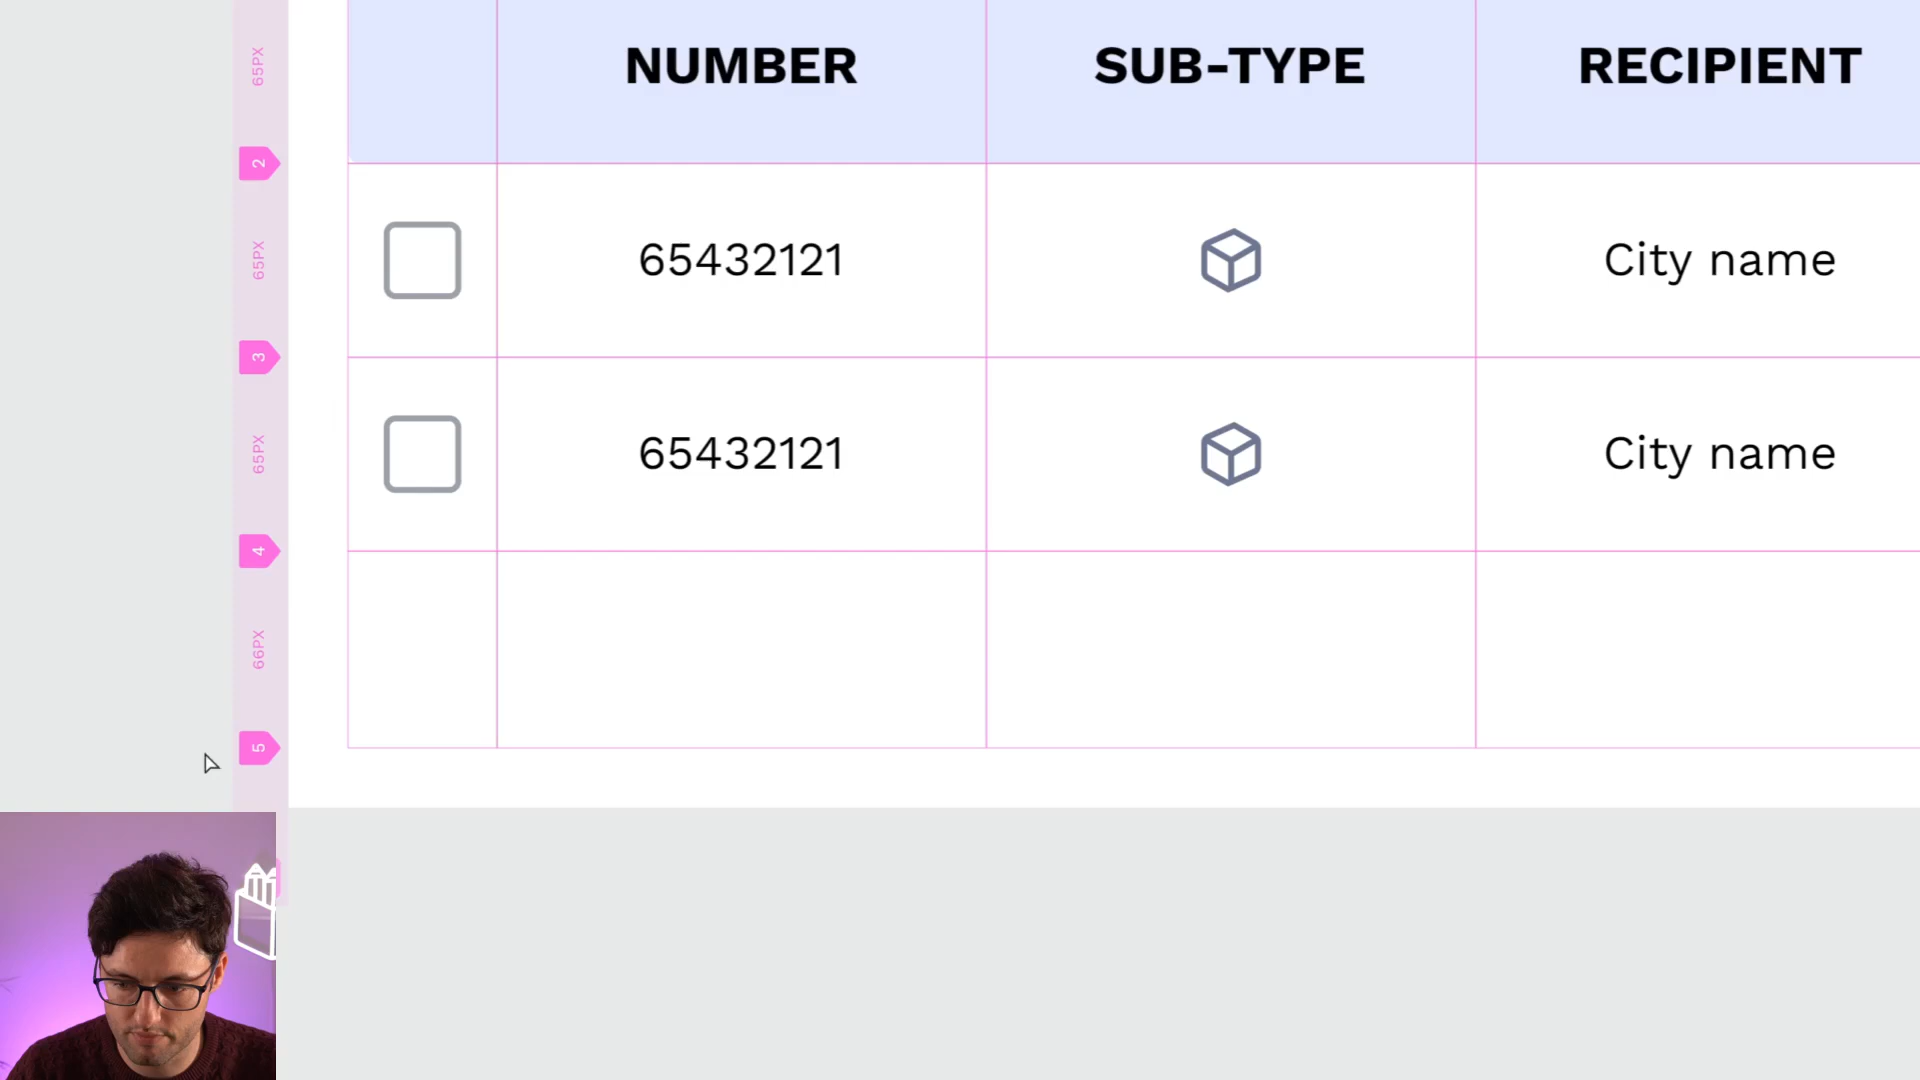 65PX
NUMBER SUB-TYPE RECIPIENT
2
65PX
65432121 City name
3
65PX
65432121 City name
4
66PX
5